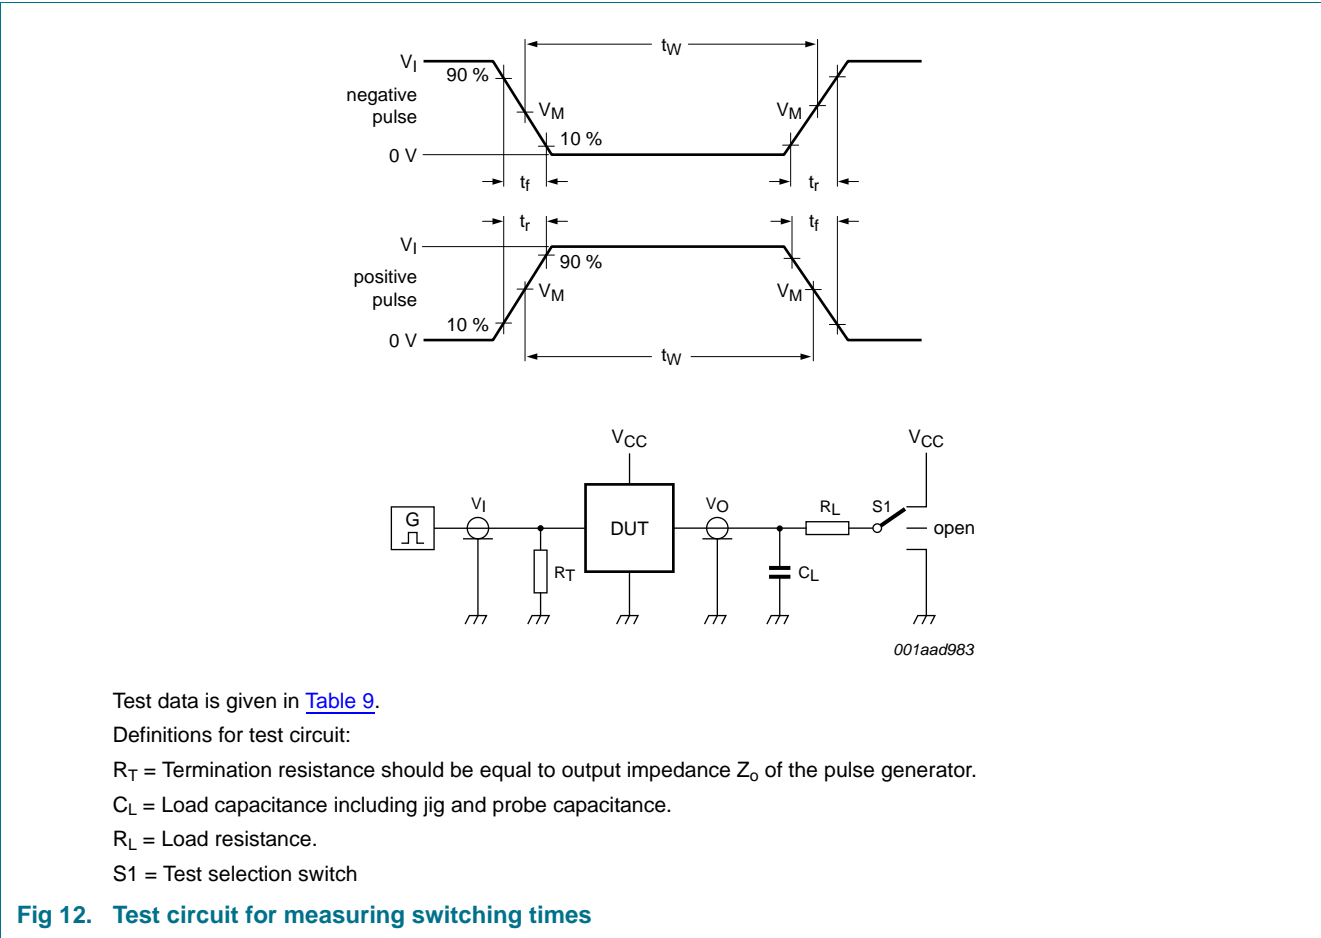 tW
VI
90 %
negative
pulse
VM
VM
10 %
0 V
tf
tr
tr
tf
VI
90 %
positive
pulse
VM
VM
10 %
0 V
tW
VCC
VCC
G
VI
DUT
VO
RL
S1
open
RT
CL
001aad983
Test data is given in Table 9.
Definitions for test circuit:
RT = Termination resistance should be equal to output impedance Zo of the pulse generator.
CL = Load capacitance including jig and probe capacitance.
RL = Load resistance.
S1 = Test selection switch
Fig 12. Test circuit for measuring switching times